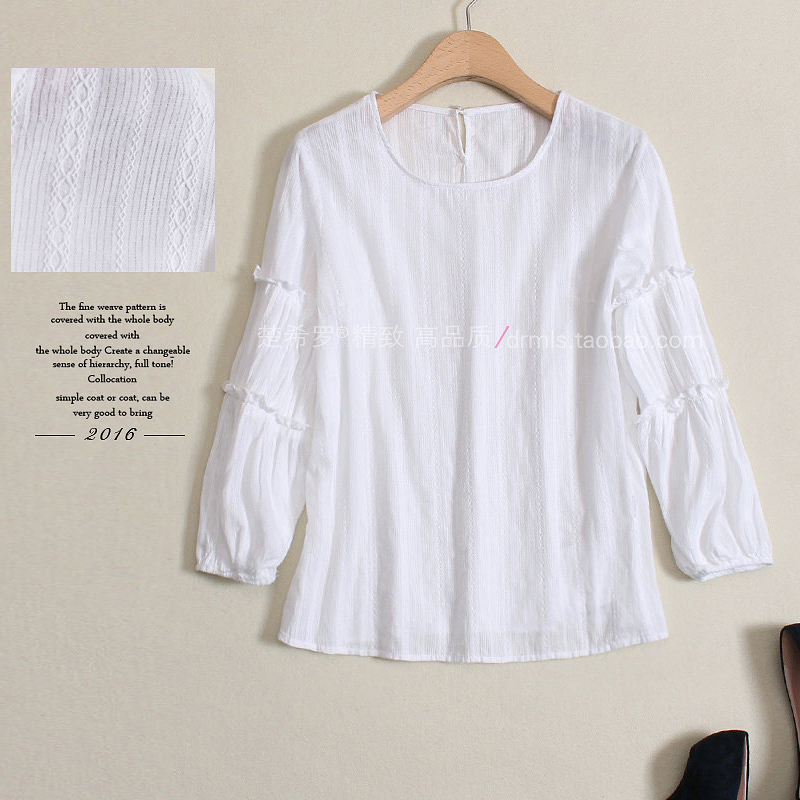 The fine weave pattern is
covered with the whole body
covered with
the whole body Create a changeable
sense of hierarchy, full tone!
Collocation
simple coat or coat, can be
very good to bring
2016
楚希罗®精致 高品质/drmls.taobao.com